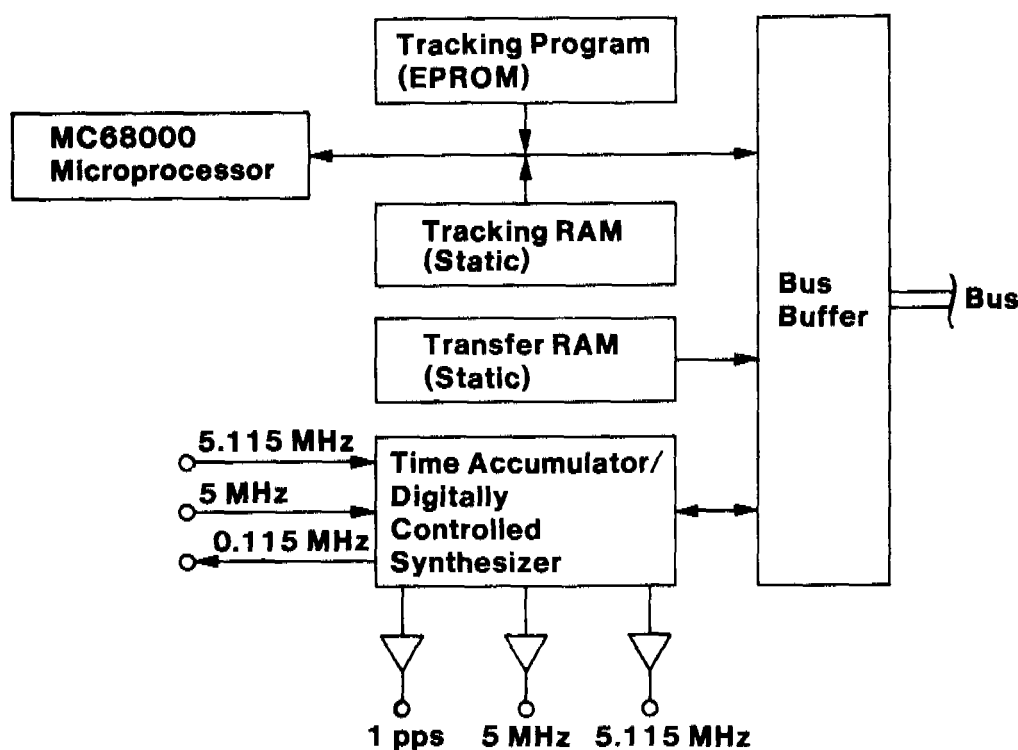 Tracking Program
(EPROM)
MC68000
Microprocessor
Tracking RAM
(Static)
Bus
Buffer
Bus
Transfer RAM
(Static)
5.115 MHz
5 MHz
0.115 MHz
Time Accumulator/
Digitally
Controlled
Synthesizer
1 pps
5 MHz
5.115 MHz